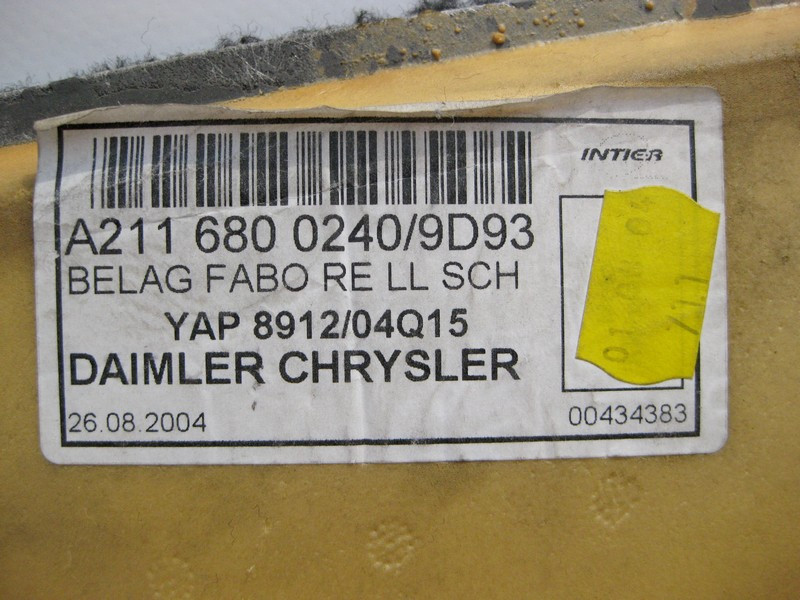 INTIER
A211 680 0240/9D93
BELAG FABO RE LL SCH
YAP 8912/04Q15
DAIMLER CHRYSLER
26.08.2004
00434383